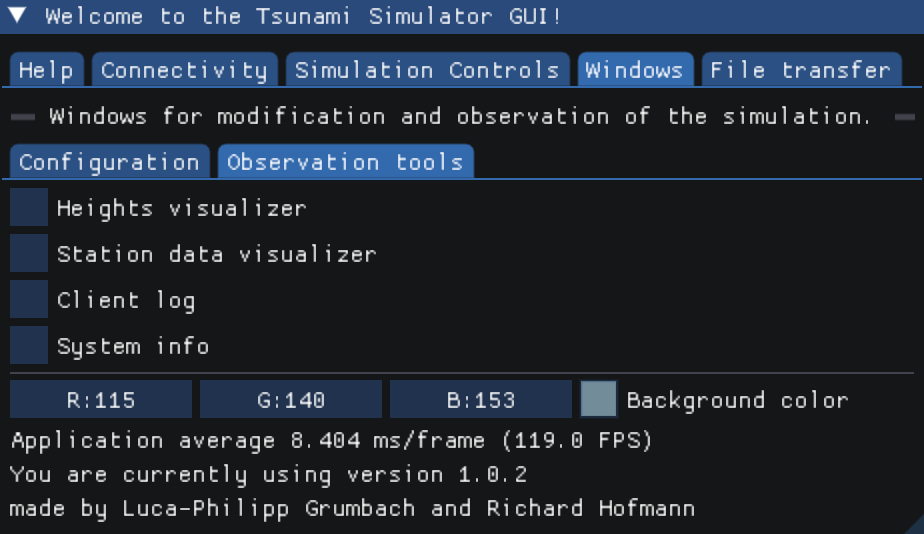 Welcome to the Tsunami Simulator GUI!
Help Connectivity Simulation Controls Windows File transfer
Windows for modification and observation of the simulation.
Configuration Observation tools
Heights visualizer
Station data visualizer
Client log
System info
R:115 G:140 B:153 Background color
Application average 8.404 ms/frame (119.0 FPS)
You are currently using version 1.0.2
made by Luca-Philipp Grumbach and Richard Hofmann